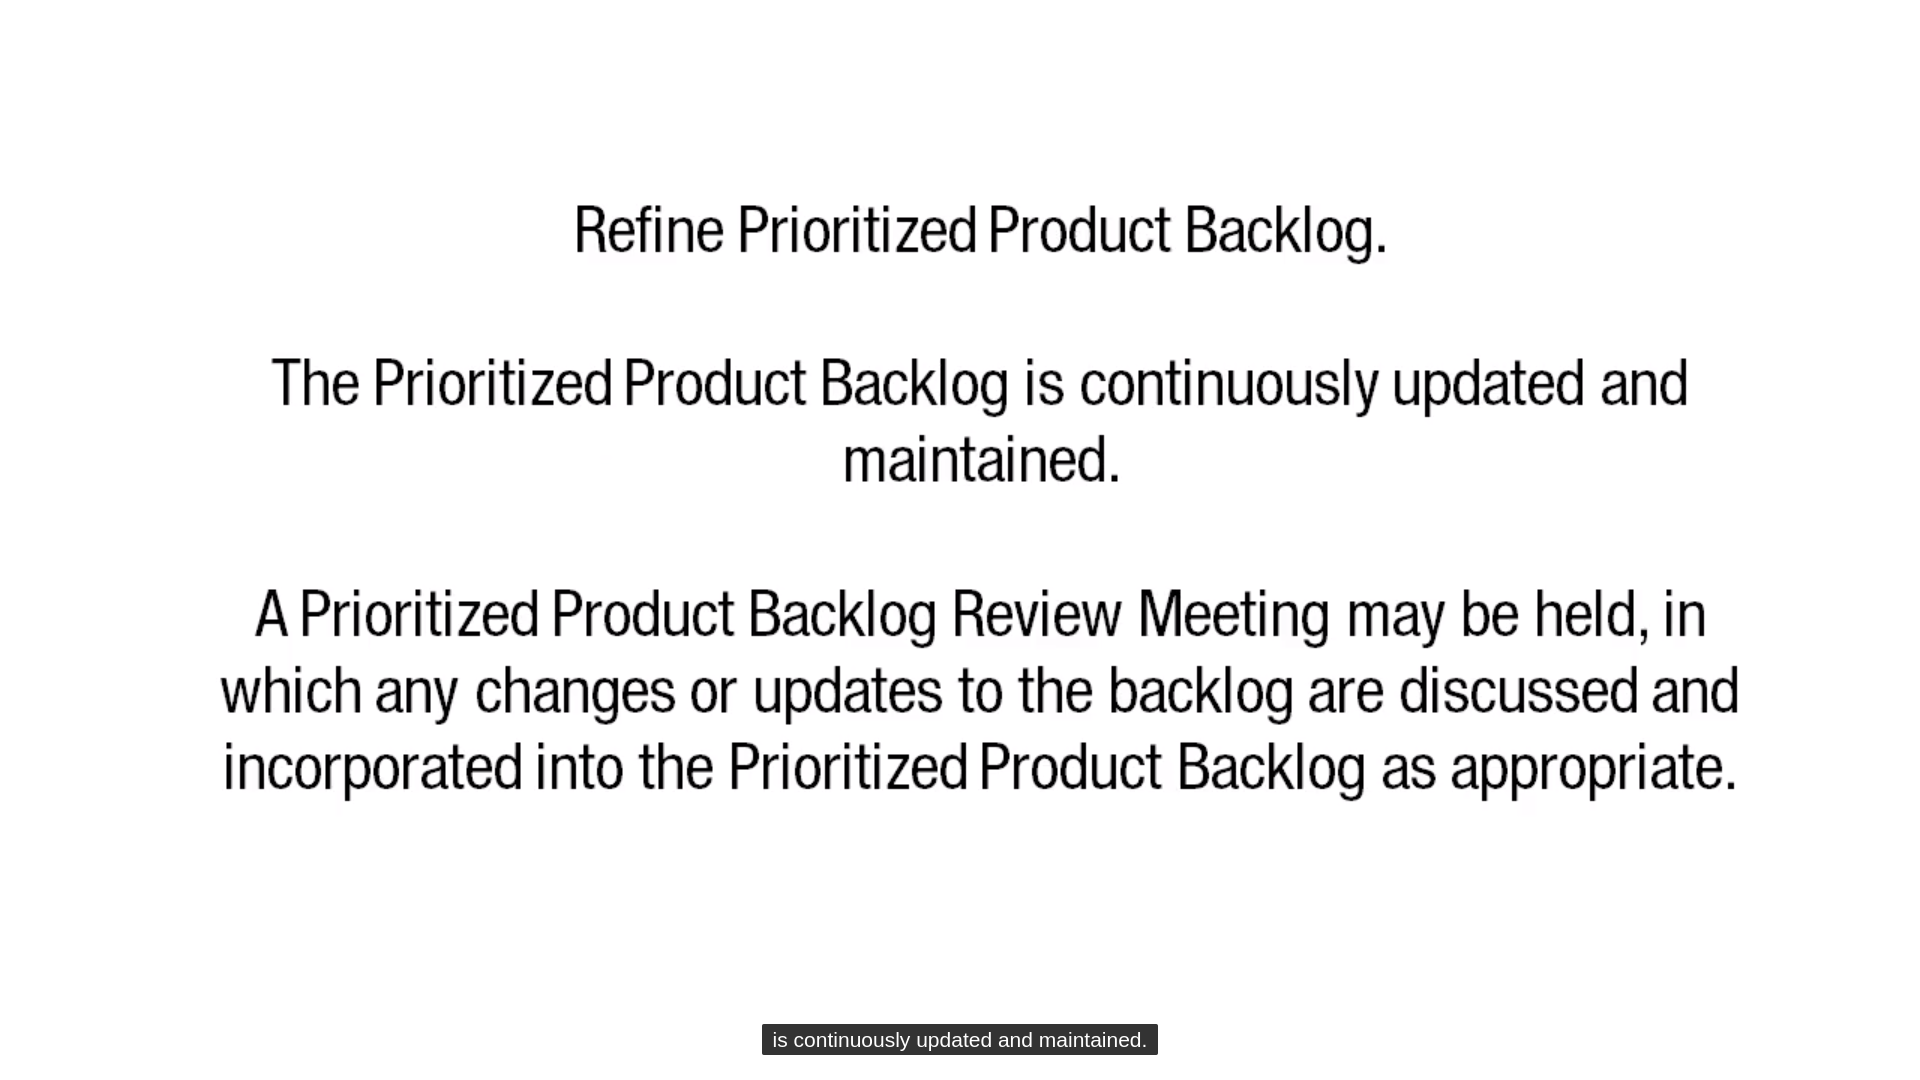 Refine Prioritized Product Backlog.
The Prioritized Product Backlog is continuously updated and
maintained.
A Prioritized Product Backlog Review Meeting may be held, in
which any changes or updates to the backlog are discussed and
incorporated into the Prioritized Product Backlog as appropriate.
is continuously updated and maintained.